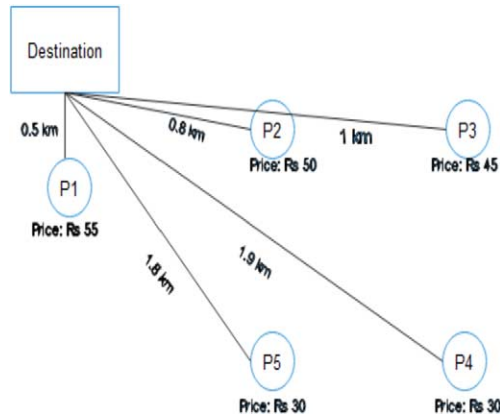 Destination
0.5 km
0.8 km
P2
1 km
P3
Price: Rs 50
Price: Rs 45
P1
Price: Rs 55
1.8 km
1.9 km
P5
P4
Price: Rs 30
Price: Rs 30